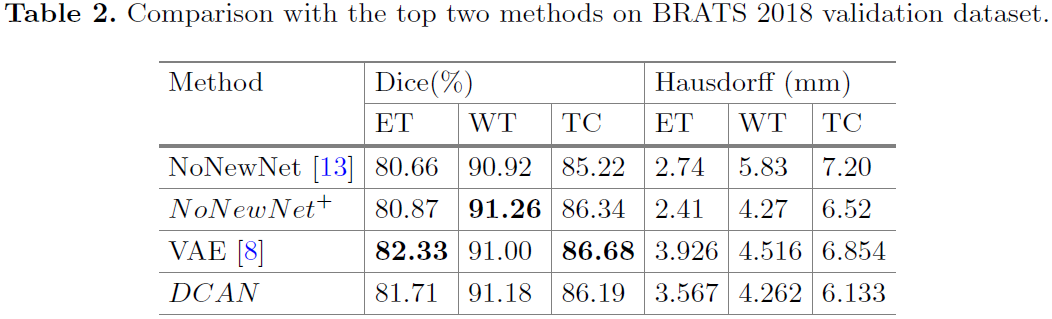 Table 2. Comparison with the top two methods on BRATS 2018 validation dataset.
Method Dice(%) Hausdorff (mm)
ET WT TC ET WT TC
NoNewNet [13] 80.66 90.92 85.22 2.74 5.83 7.20
NoNewNet+ 80.87 91.26 86.34 2.41 4.27 6.52
VAE [8] 82.33 91.00 86.68 3.926 4.516 6.854
DCAN 81.71 91.18 86.19 3.567 4.262 6.133